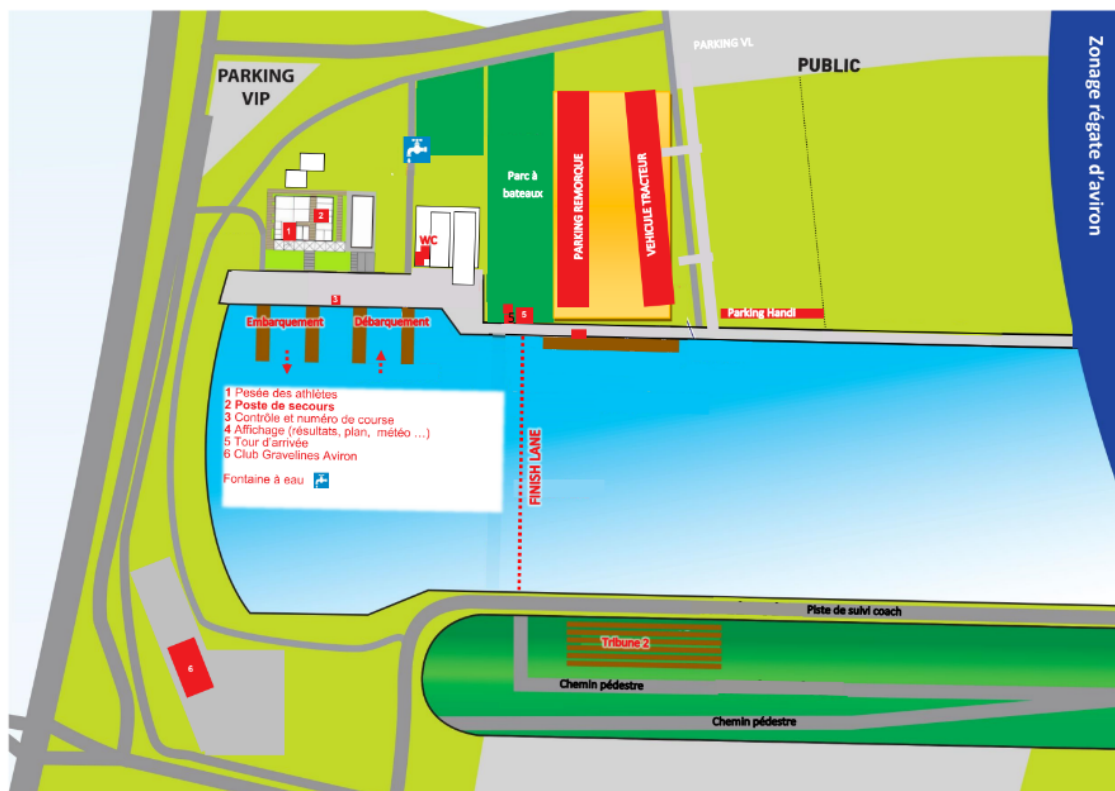 PARKING VL
PUBLIC
Zonage régate d'aviron
PARKING
VIP
Parc à
bateaux
PARKING REMORQUE
VEHICULE TRACTEUR
2
1
WC
3
5
5
Parking Handi
Embarquement
Débarquement
1 Pesée des athlètes
2 Poste de secours
3 Contrôle et numéro de course
4 Affichage (résultats, plan, météo ...)
5 Tour d'arrivée
6 Club Gravelines Aviron
Fontaine à eau
FINISH LANE
Piste de suivi coach
Tribune 2
6
Chemin pédestre
Chemin pédestre